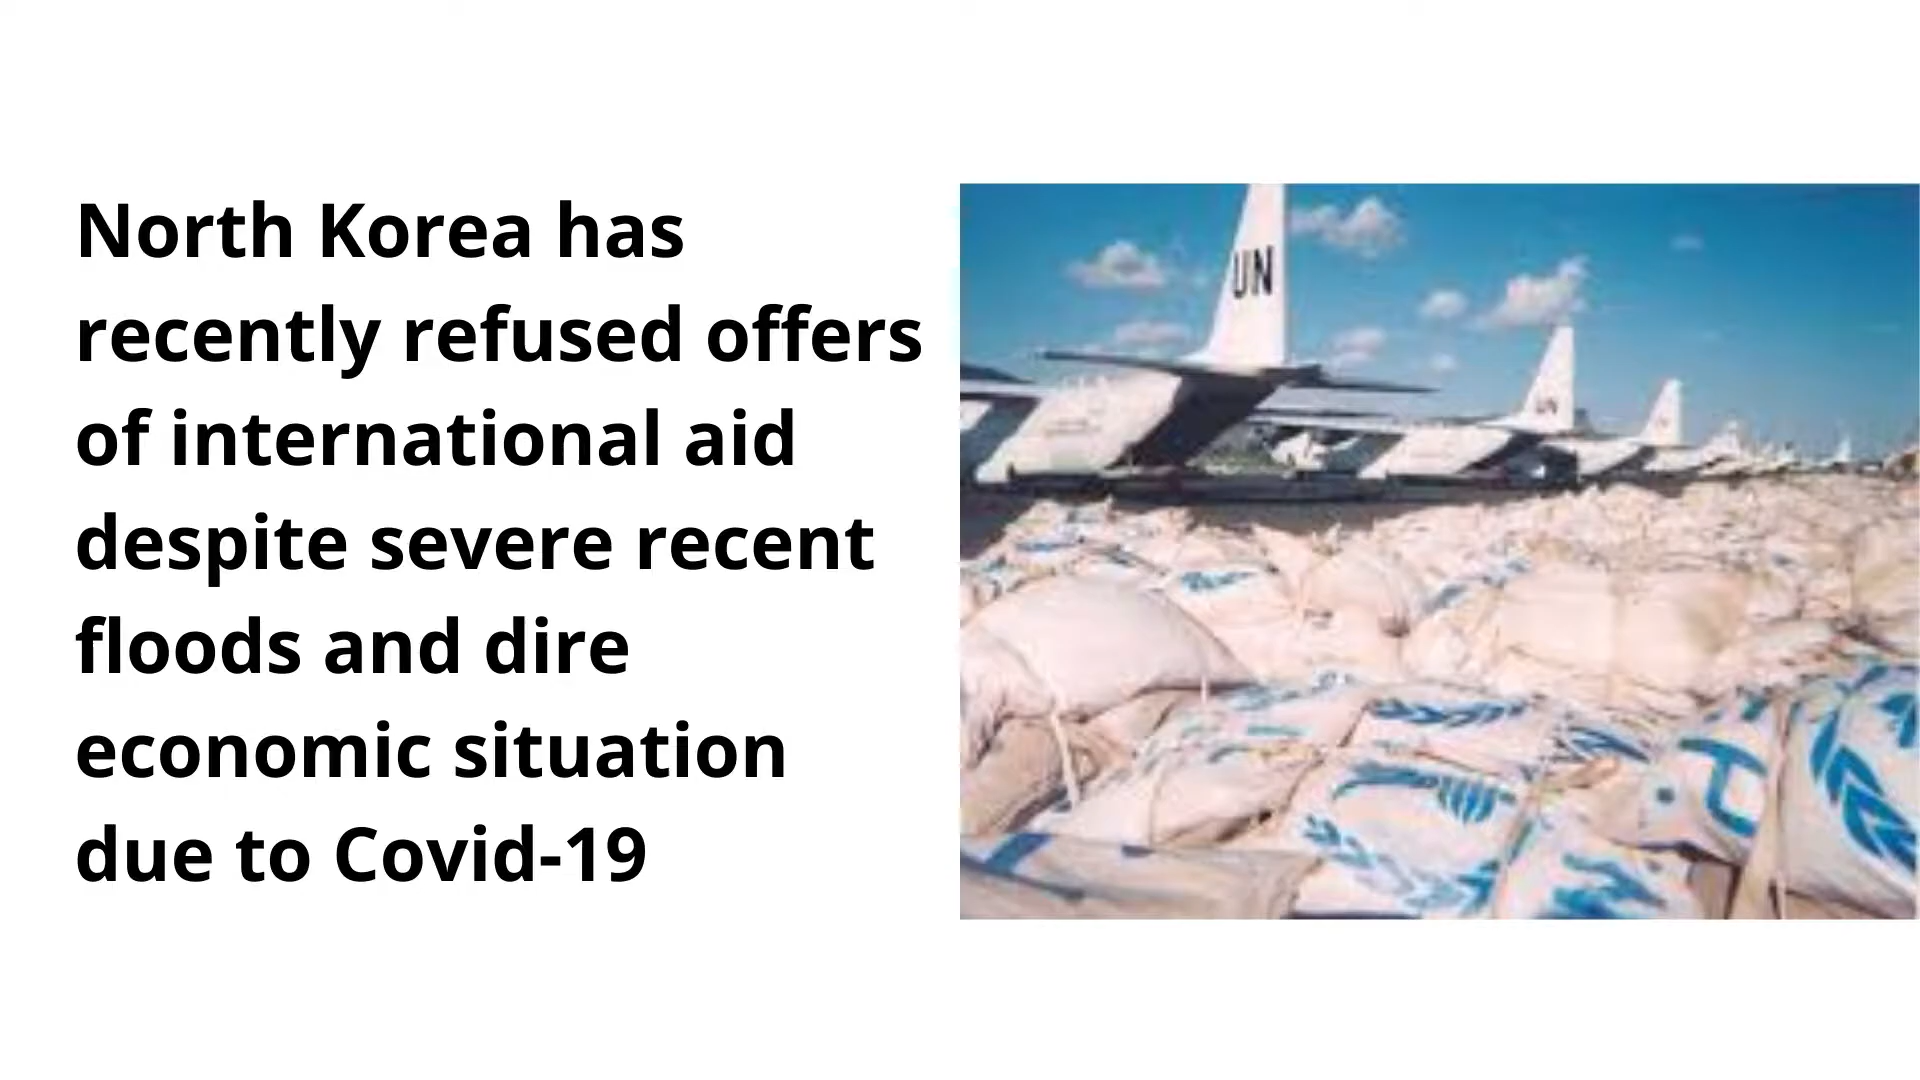 North Korea has
recently refused offers
of international aid
despite severe recent
floods and dire
economic situation
due to Covid-19
UN
UN